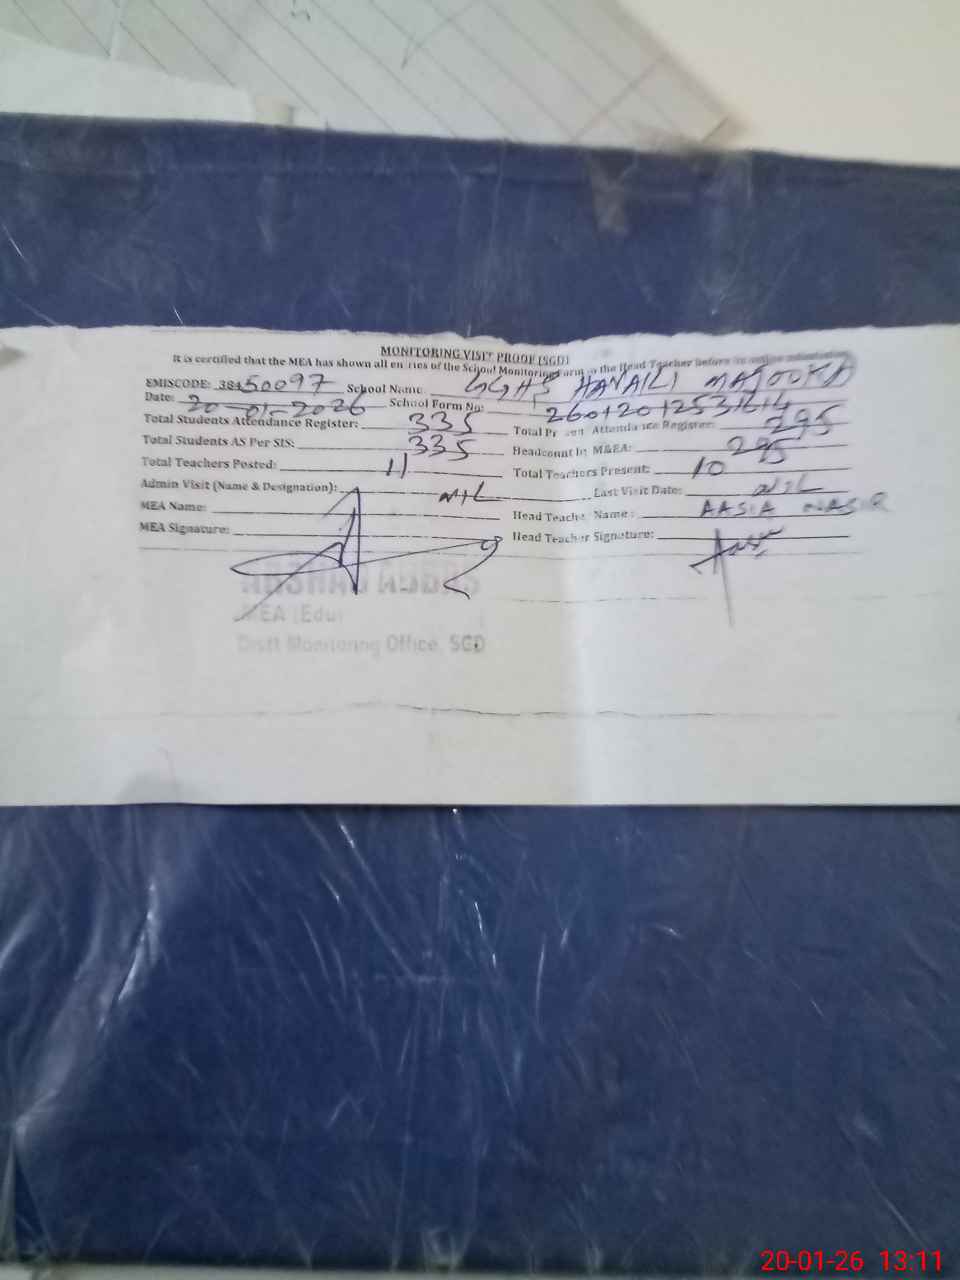 MONITORING VISIT PROOF (SGD)
It is certified that the MEA has shown all entries of the School Monitoring Form to the Head Teacher before its online submission
EMISCODE: 38450097 School Name GGHS HANAILI MAJOOKA
Date: 20-01-2026 School Form No:
Total Students Attendance Register: 335 Total Present Attendance Register: 295
Total Students AS Per SIS: 335 Headcount by M&EA: 295
Total Teachers Posted: 11 Total Teachers Present: 10
Admin Visit (Name & Designation): NIL Last Visit Date: NIL
MEA Name: Head Teacher Name: AASIA NASIR
MEA Signature: Head Teacher Signature:
MEA (Edu)
Distt Monitoring Office, SGD
20-01-26 13:11